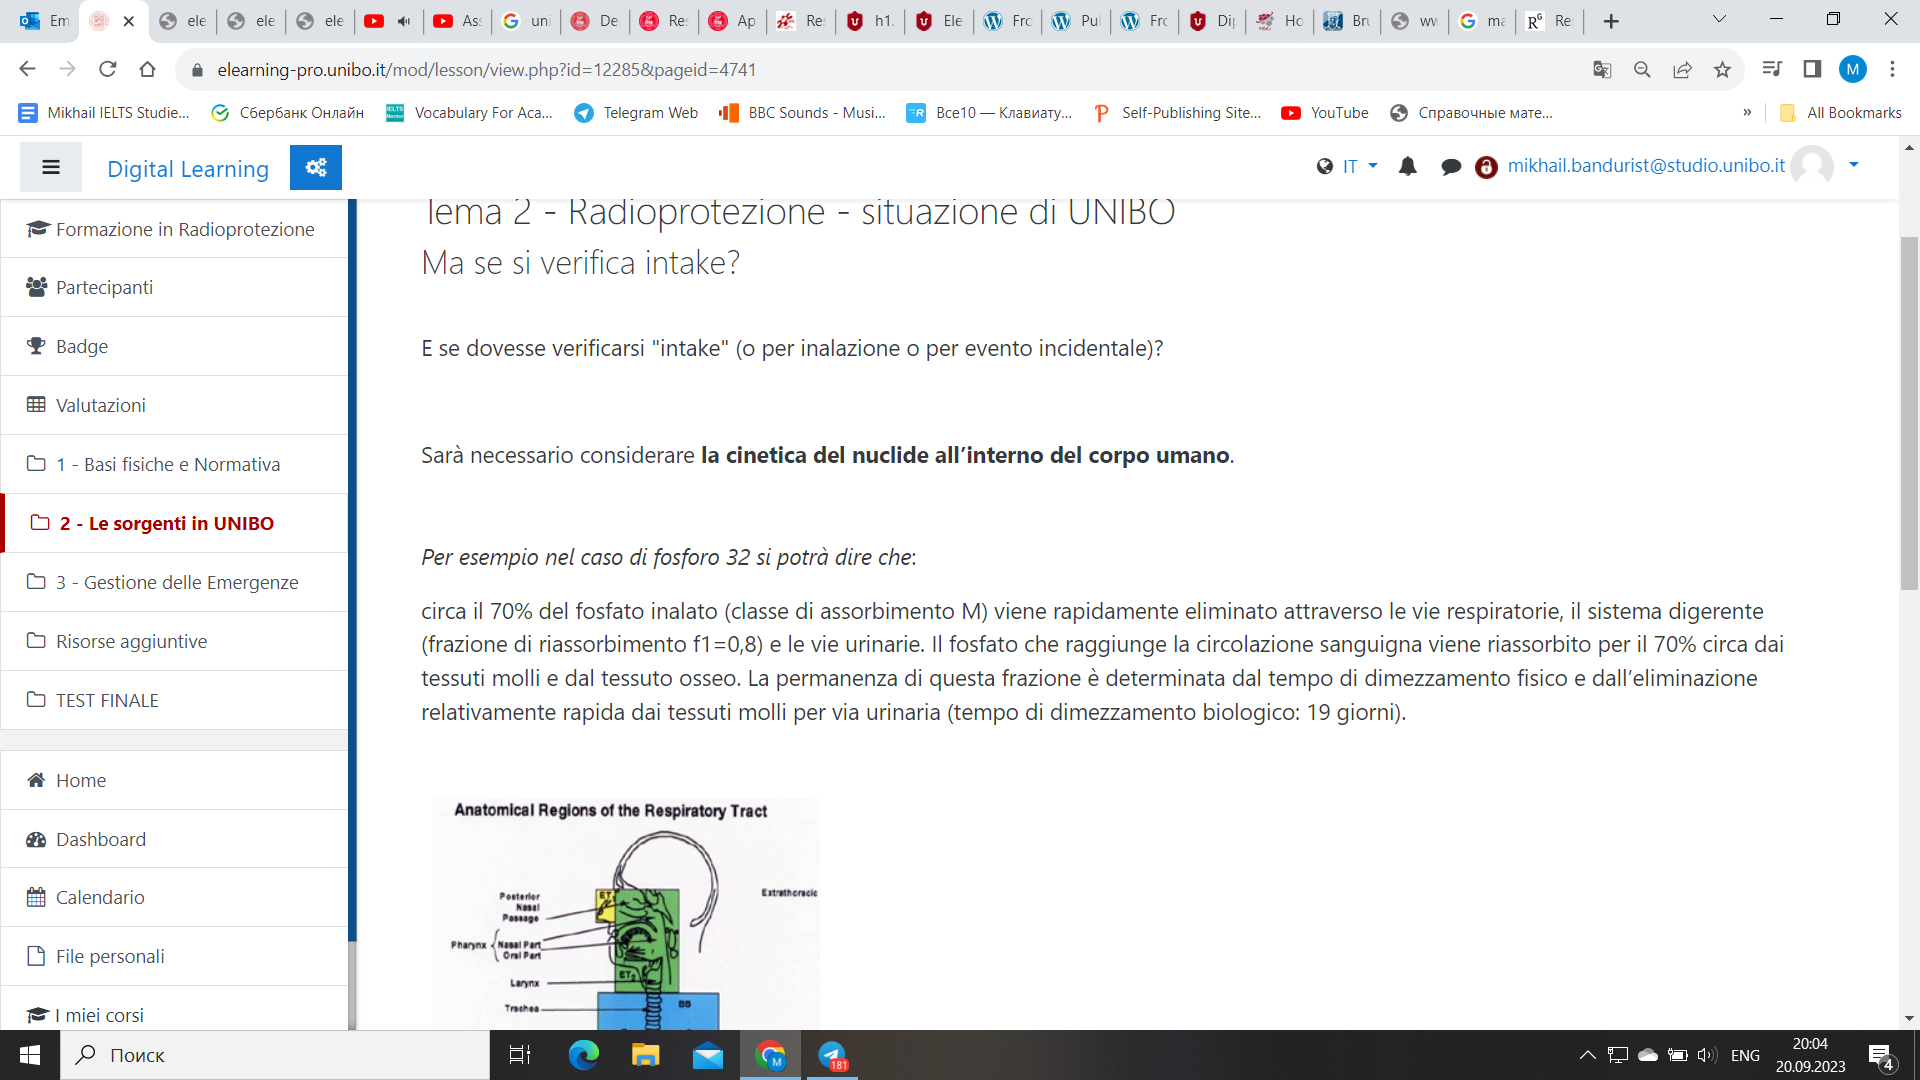 Em
ele
ele
ele
Ass
uni
De
Res
Ap
Res
h1.
Ele
Fro
Pul
Fro
Dip
Ho
Bru
ww
ma
Re
elearning-pro.unibo.it/mod/lesson/view.php?id=12285&pageid=4741
M
Mikhail IELTS Studie...
Сбербанк Онлайн
Vocabulary For Aca...
Telegram Web
BBC Sounds - Musi...
Все10 — Клавиату...
Self-Publishing Site...
YouTube
Справочные мате...
»
All Bookmarks
Digital Learning
IT
mikhail.bandurist@studio.unibo.it
Formazione in Radioprotezione
Partecipanti
Badge
Valutazioni
1 - Basi fisiche e Normativa
2 - Le sorgenti in UNIBO
3 - Gestione delle Emergenze
Risorse aggiuntive
TEST FINALE
Home
Dashboard
Calendario
File personali
I miei corsi
Tema 2 - Radioprotezione - situazione di UNIBO
Ma se si verifica intake?
E se dovesse verificarsi "intake" (o per inalazione o per evento incidentale)?
Sarà necessario considerare la cinetica del nuclide all’interno del corpo umano.
Per esempio nel caso di fosforo 32 si potrà dire che:
circa il 70% del fosfato inalato (classe di assorbimento M) viene rapidamente eliminato attraverso le vie respiratorie, il sistema digerente
(frazione di riassorbimento f1=0,8) e le vie urinarie. Il fosfato che raggiunge la circolazione sanguigna viene riassorbito per il 70% circa dai
tessuti molli e dal tessuto osseo. La permanenza di questa frazione è determinata dal tempo di dimezzamento fisico e dall’eliminazione
relativamente rapida dai tessuti molli per via urinaria (tempo di dimezzamento biologico: 19 giorni).
Anatomical Regions of the Respiratory Tract
Posterior
Nasal
Passage
ET
Extrathoracic
Pharynx
Nasal Part
Oral Part
ET2
Larynx
Trachea
BB
Поиск
M
181
ENG
20:04
20.09.2023
4